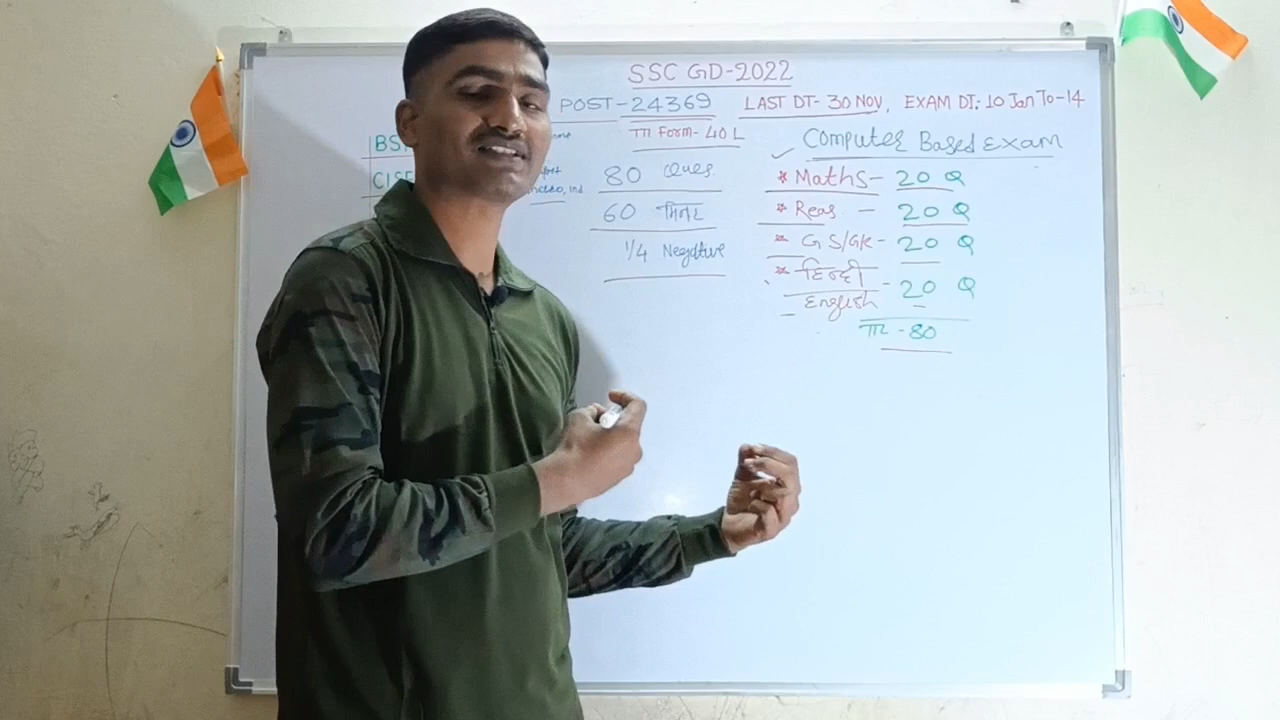 SSC GD-2022
POST-24369 LAST DT- 30 NOV, EXAM DT: 10 Jan To-14
TTL Form- 40 L
Computer Based Exam
BS
CISF
80 Ques.
60 मिनट
1/4 Negative
* Maths- 20 Q
* Reas - 20 Q
* GS/GK- 20 Q
* हिन्दी
English - 20 Q
TTL - 80